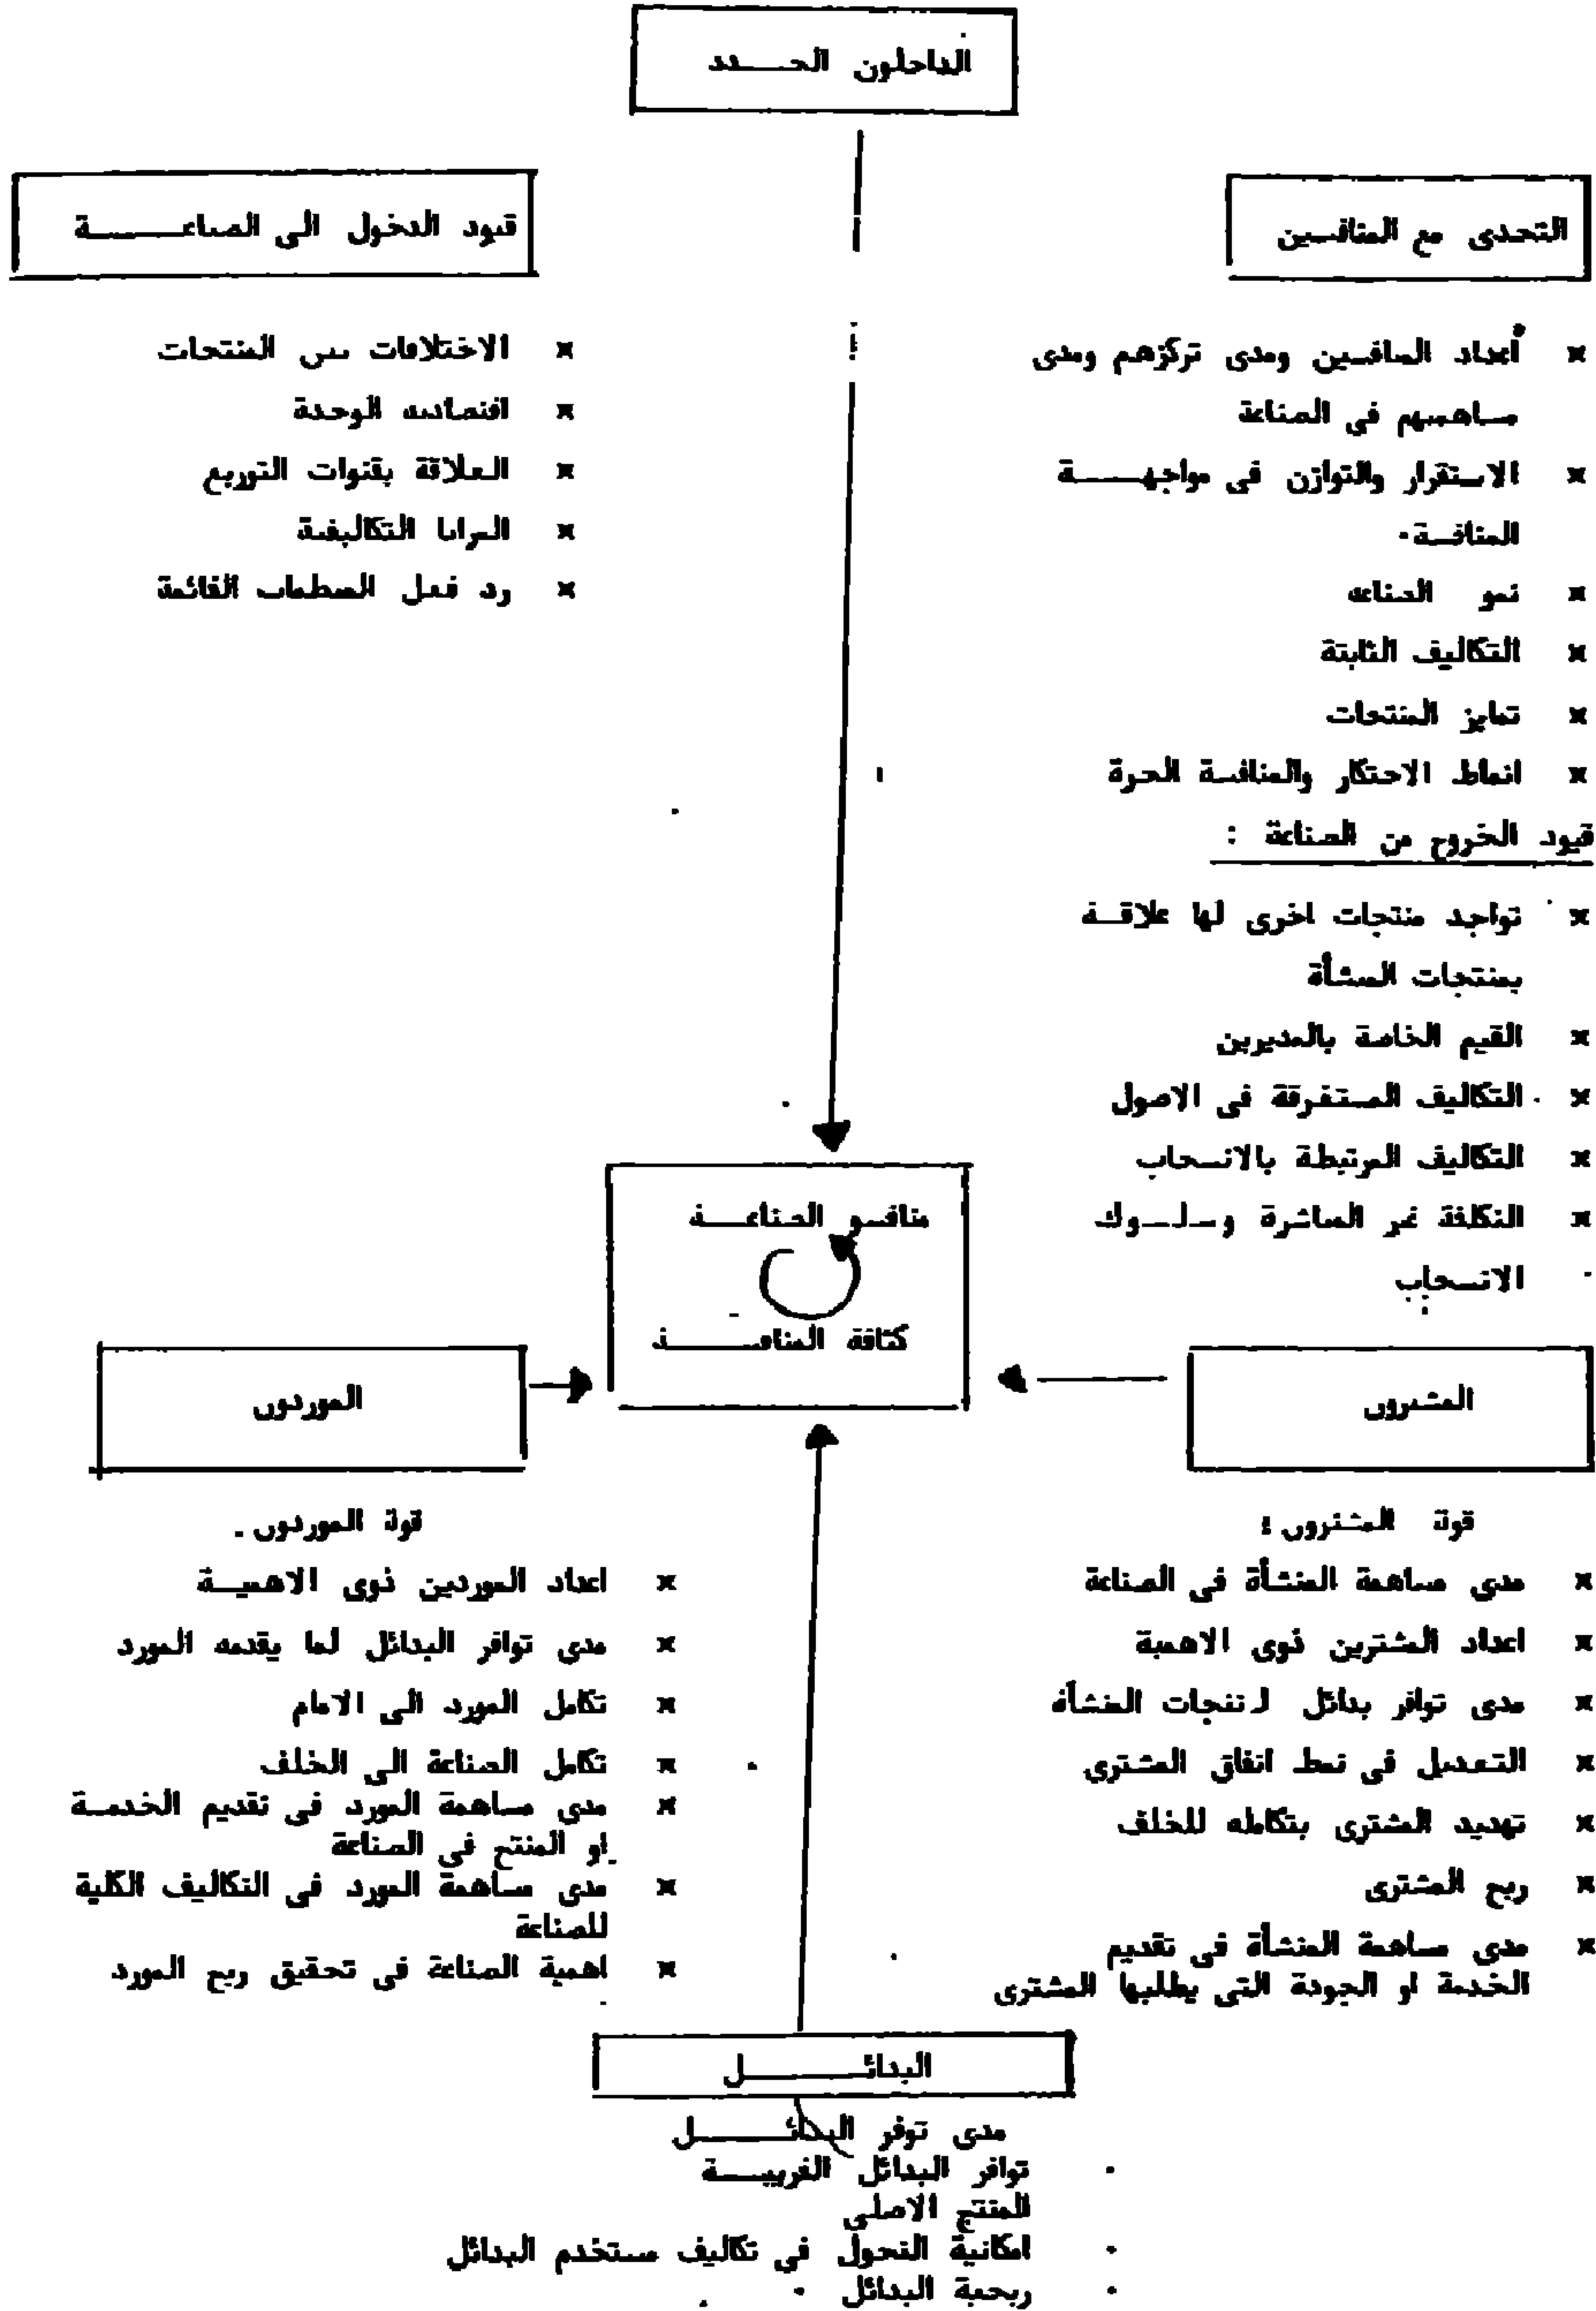 الداخلون الجدد
التحدى مع المنافسين
× أعداد المنافسين ومدى تركزهم ومدى
مساهمتهم فى الصناعة
× الاستقرار والتوازن فى مواجهة
المنافسة.
× نمو الصناعة
× التكاليف الثابتة
× تمايز المنتجات
× انماط الاحتكار والمنافسة الحرة
قيود الخروج من الصناعة :
× تواجد منتجات اخرى لها علاقة
بمنتجات المنشأة
× القيم الخاصة بالمديرين
× التكاليف المستغرقة فى الاصول
× التكاليف المرتبطة بالانسحاب
× التكلفة غير المباشرة وسلوك
الانسحاب
قيود الدخول الى الصناعة
× الاختلافات بين المنتجات
× اقتصاديه الوحدة
× العلاقة بقنوات التوزيع
× المزايا التكاليفية
× رد فعل المنظمات القائمة
منافسو الصناعة
كثافة المنافسة
المشترون
قوة المشترون :
× مدى مساهمة المنشأة فى الصناعة
× اعداد المشترين ذوى الاهمية
× مدى توافر بدائل لمنتجات المنشأة
× التعديل فى نمط انفاق المشترى
× تهديد المشترى بتكامله للخلف
× ربح المشترى
× مدى مساهمة المنشأة فى تقديم
الخدمة او الجودة التى يطلبها المشترى
الموردون
قوة الموردون .
× اعداد الموردين ذوى الاهمية
× مدى توافر البدائل لما يقدمه المورد
× تكامل المورد الى الامام
× تكامل الصناعة الى الخلف
× مدى مساهمة المورد فى تقديم الخدمة
او المنتج فى الصناعة
× مدى مساهمة المورد فى التكاليف الكلية
للصناعة
× اهمية الصناعة فى تحقيق ربح المورد
البدائل
مدى توفر البدائل
. توافر البدائل القريبة
للمنتج الاصلى
. امكانية التحول فى تكاليف مستخدم البدائل
. ربحية البدائل .